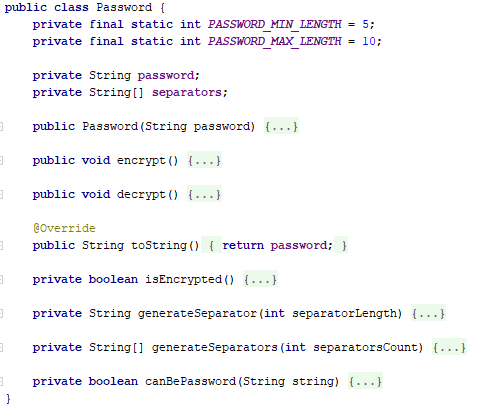 public class Password {
private final static int PASSWORD_MIN_LENGTH = 5;
private final static int PASSWORD_MAX_LENGTH = 10;
private String password;
private String[] separators;
public Password(String password) {...}
public void encrypt() {...}
public void decrypt() {...}
@Override
public String toString() { return password; }
private boolean isEncrypted() {...}
private String generateSeparator(int separatorLength) {...}
private String[] generateSeparators(int separatorsCount) {...}
private boolean canBePassword(String string) {...}
}